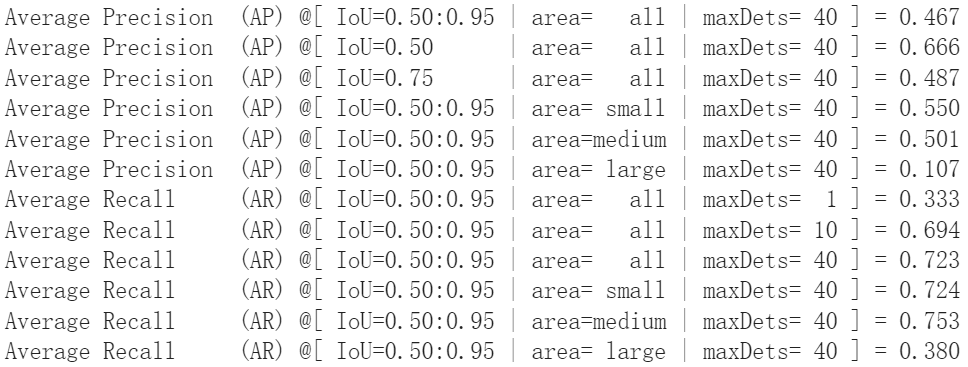 Average Precision  (AP) @[ IoU=0.50:0.95 | area=   all | maxDets= 40 ] = 0.467
Average Precision  (AP) @[ IoU=0.50      | area=   all | maxDets= 40 ] = 0.666
Average Precision  (AP) @[ IoU=0.75      | area=   all | maxDets= 40 ] = 0.487
Average Precision  (AP) @[ IoU=0.50:0.95 | area= small | maxDets= 40 ] = 0.550
Average Precision  (AP) @[ IoU=0.50:0.95 | area=medium | maxDets= 40 ] = 0.501
Average Precision  (AP) @[ IoU=0.50:0.95 | area= large | maxDets= 40 ] = 0.107
Average Recall     (AR) @[ IoU=0.50:0.95 | area=   all | maxDets=  1 ] = 0.333
Average Recall     (AR) @[ IoU=0.50:0.95 | area=   all | maxDets= 10 ] = 0.694
Average Recall     (AR) @[ IoU=0.50:0.95 | area=   all | maxDets= 40 ] = 0.723
Average Recall     (AR) @[ IoU=0.50:0.95 | area= small | maxDets= 40 ] = 0.724
Average Recall     (AR) @[ IoU=0.50:0.95 | area=medium | maxDets= 40 ] = 0.753
Average Recall     (AR) @[ IoU=0.50:0.95 | area= large | maxDets= 40 ] = 0.380